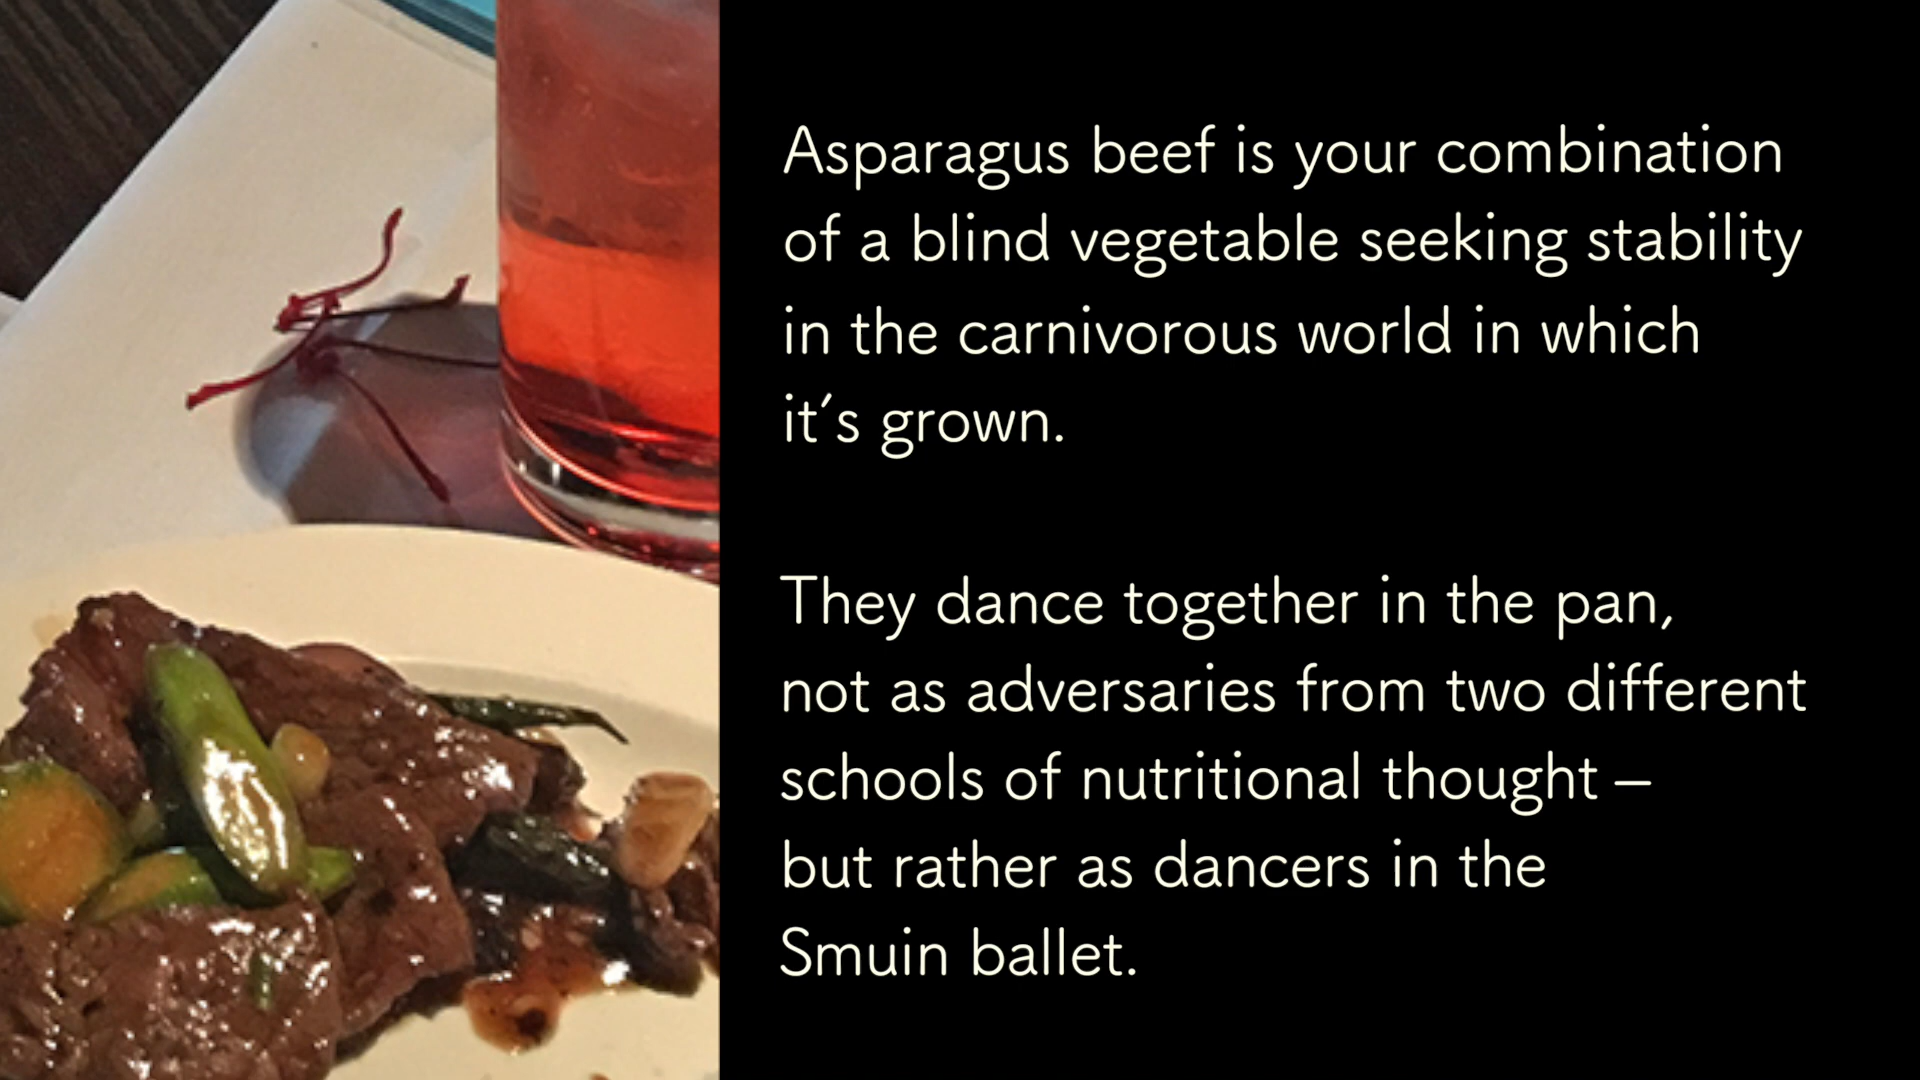 Asparagus beef is your combination
of a blind vegetable seeking stability
in the carnivorous world in which
it's grown.
They dance together in the pan,
not as adversaries from two different
schools of nutritional thought –
but rather as dancers in the
Smuin ballet.